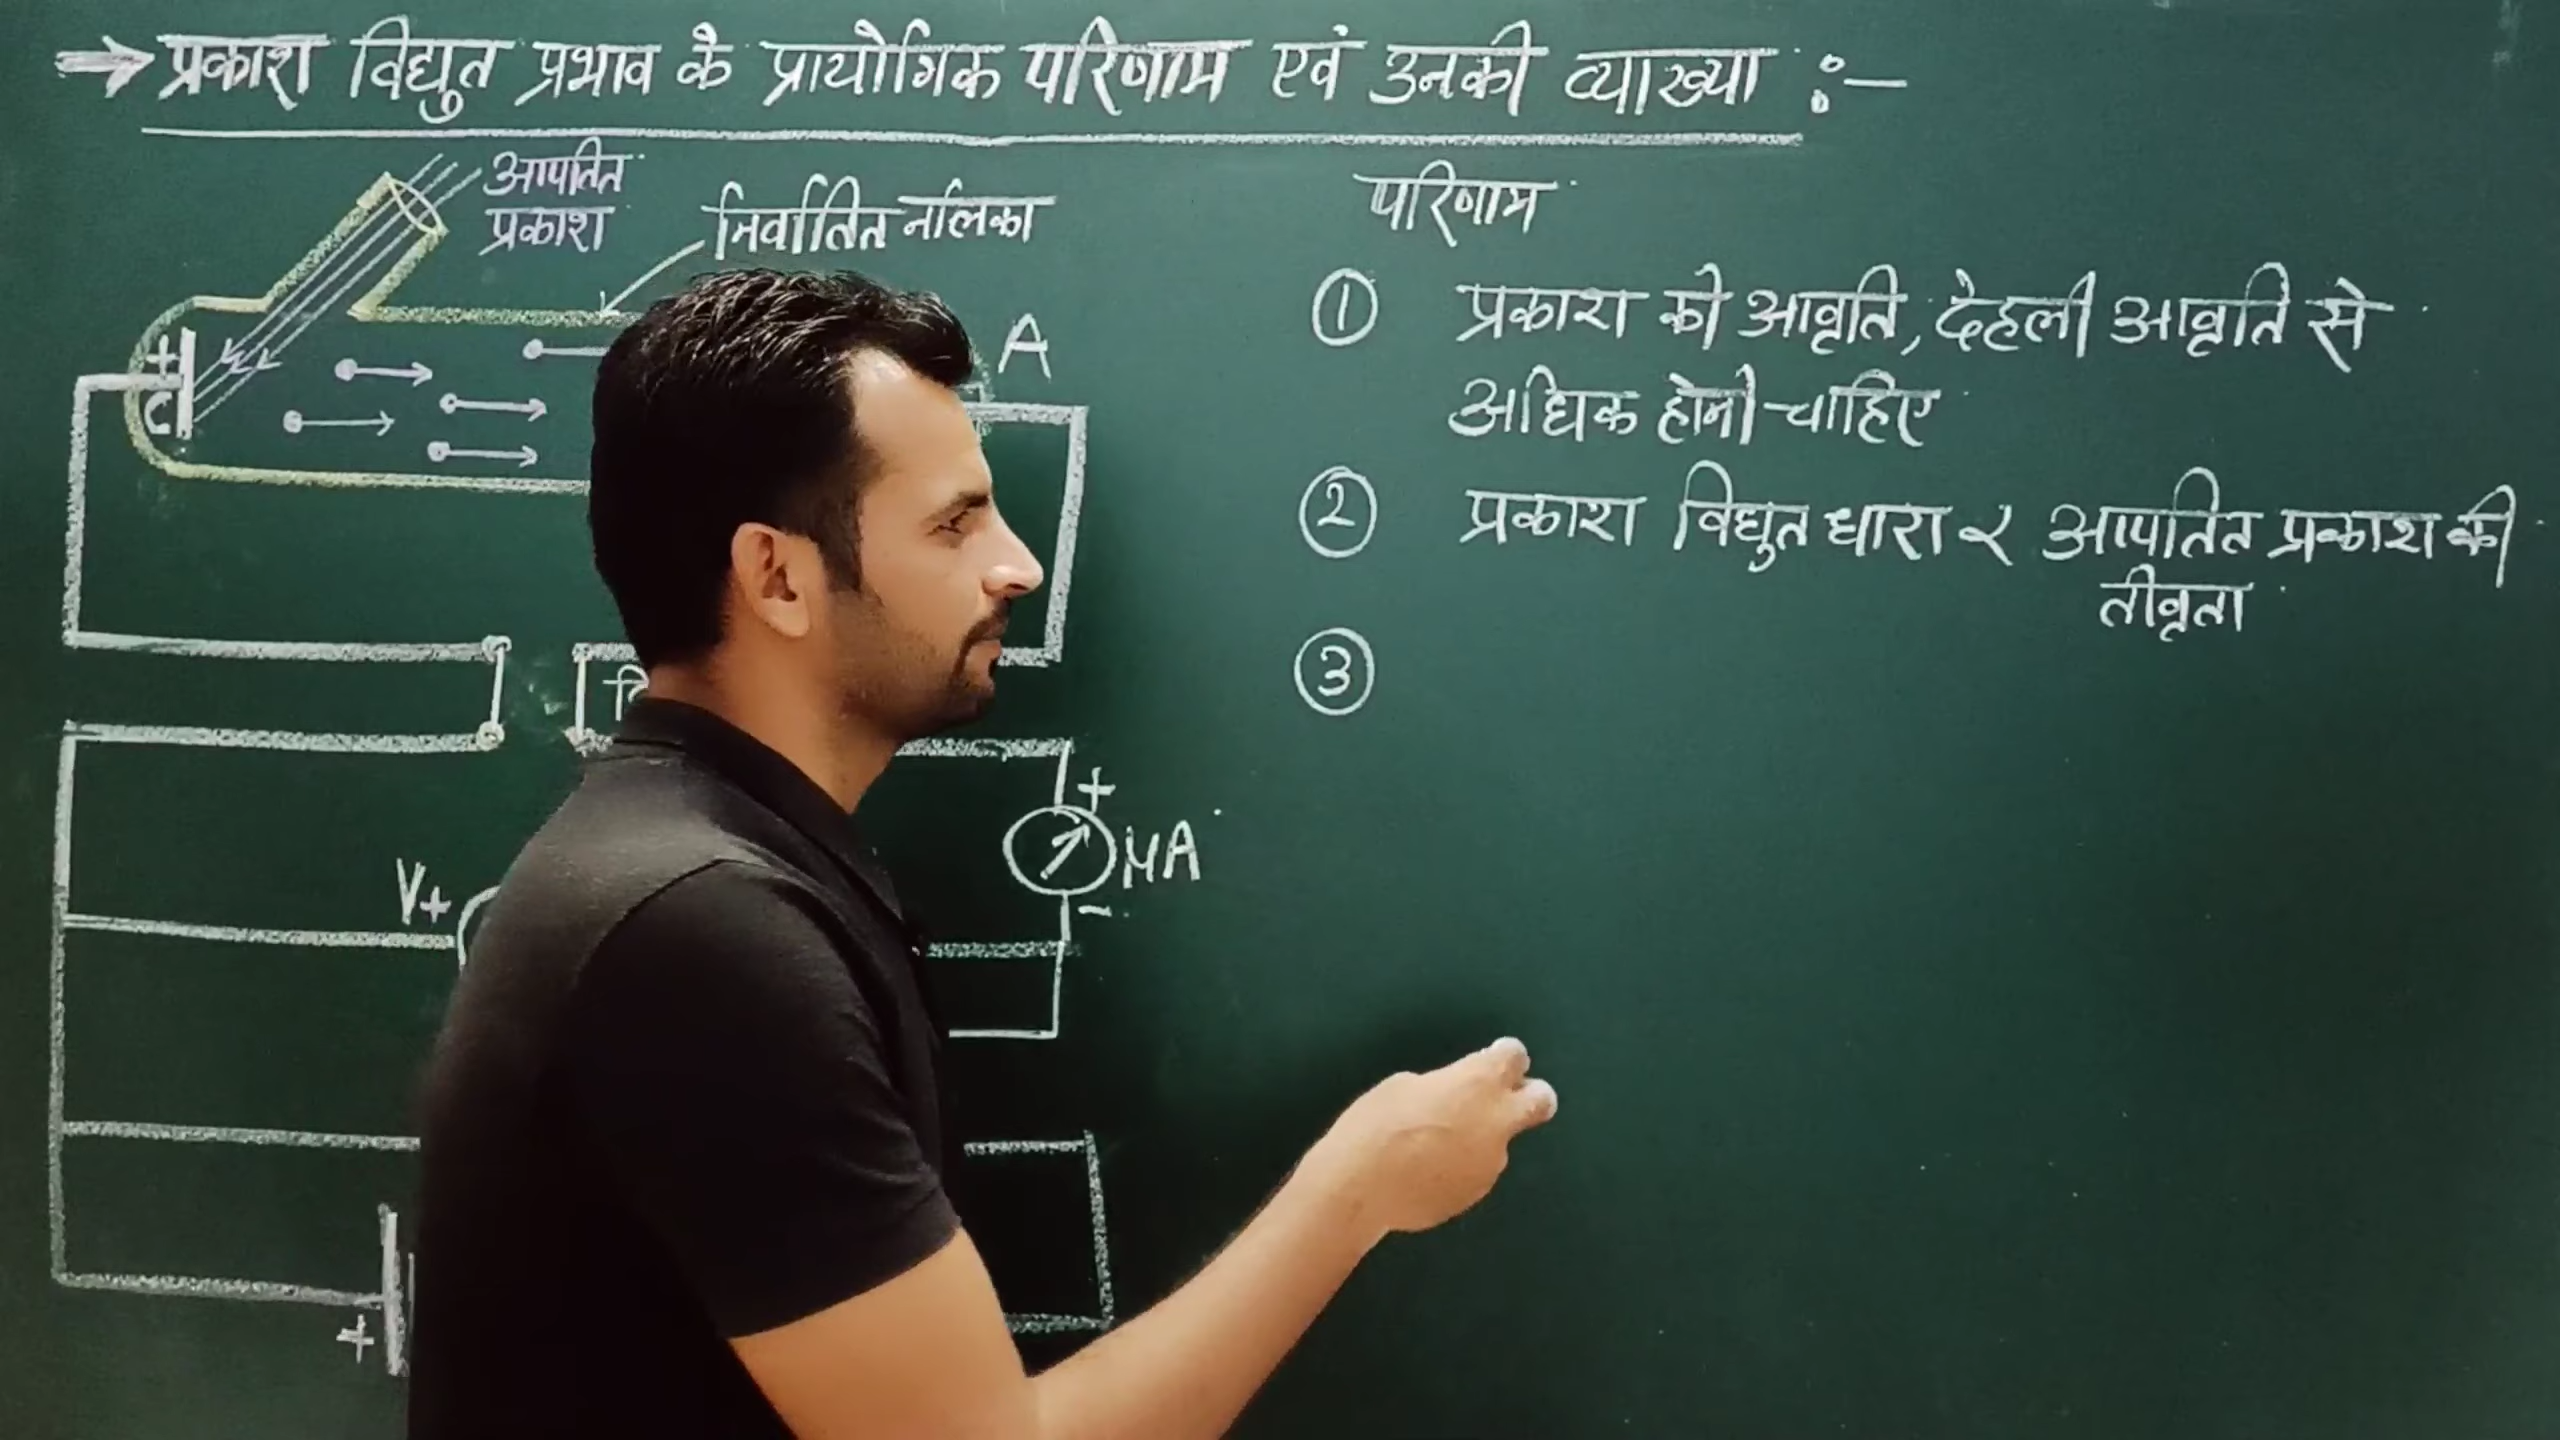 → प्रकाश विद्युत प्रभाव के प्रायोगिक परिणाम एवं उनकी व्याख्या :-
आपतित
प्रकाश
निर्वातित नलिका
A
+
C
V+
+
μA
-
+
परिणाम
① प्रकाश की आवृति, देहली आवृति से
अधिक होनी चाहिए
② प्रकाश विद्युत धारा ∝ आपतित प्रकाश की
तीवृता
③